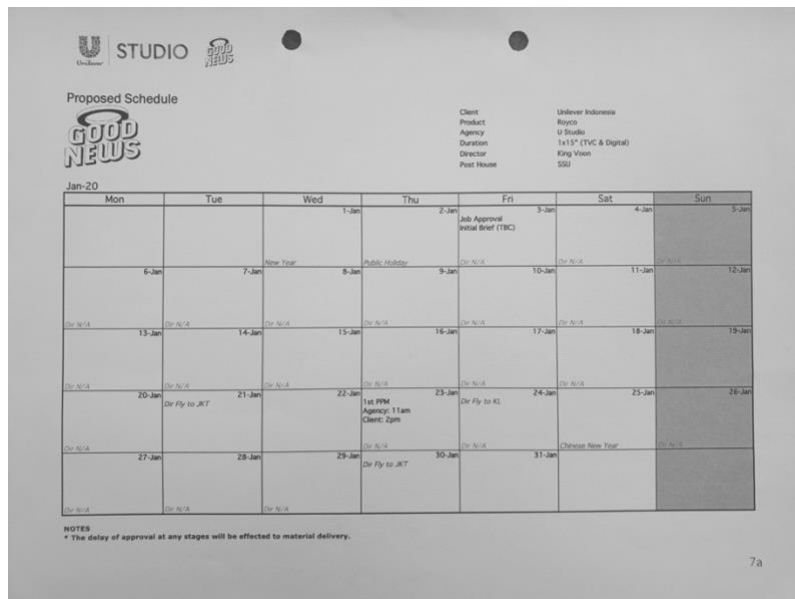 Unilever
STUDIO
GOOD
NEWS
Proposed Schedule
GOOD
NEWS
Client Unilever Indonesia
Product Royco
Agency U Studio
Duration 1x15" (TVC & Digital)
Director King Voon
Post House SSU
Jan-20
Mon Tue Wed Thu Fri Sat Sun
1-Jan 2-Jan 3-Jan 4-Jan 5-Jan
Job Approval
Initial Brief (TBC)
New Year Public Holiday Dir N/A Dir N/A Dir N/A
6-Jan 7-Jan 8-Jan 9-Jan 10-Jan 11-Jan 12-Jan
Dir N/A Dir N/A Dir N/A Dir N/A Dir N/A Dir N/A Dir N/A
13-Jan 14-Jan 15-Jan 16-Jan 17-Jan 18-Jan 19-Jan
Dir N/A Dir N/A Dir N/A Dir N/A Dir N/A Dir N/A
20-Jan 21-Jan 22-Jan 23-Jan 24-Jan 25-Jan 26-Jan
Dir Fly to JKT 1st PPM Dir Fly to KL
Agency: 11am
Client: 2pm
Dir N/A Dir N/A Dir N/A Chinese New Year Dir N/A
27-Jan 28-Jan 29-Jan 30-Jan 31-Jan
Dir Fly to JKT
Dir N/A Dir N/A Dir N/A
NOTES
* The delay of approval at any stages will be effected to material delivery.
7a